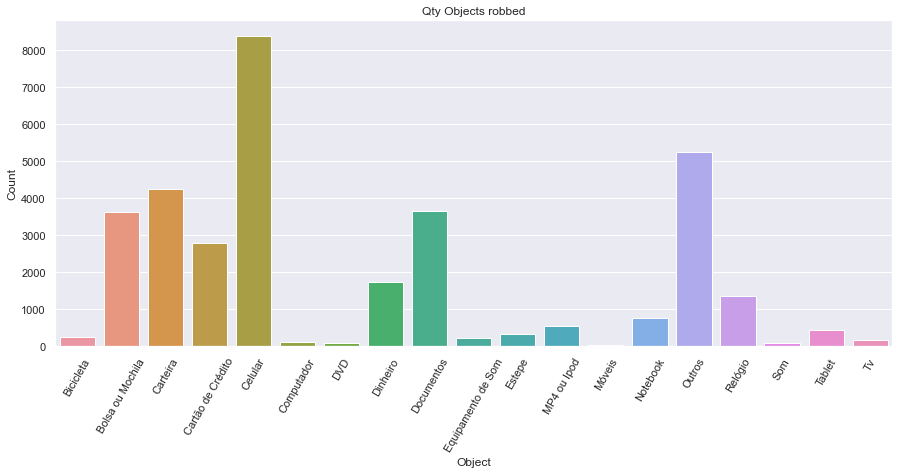 Qty Objects robbed
Count
8000
7000
6000
5000
4000
3000
2000
1000
0
Bicicleta
Bolsa ou Mochila
Carteira
Cartão de Crédito
Celular
Computador
DVD
Dinheiro
Documentos
Equipamento de Som
Estepe
MP4 ou Ipod
Móveis
Notebook
Outros
Relógio
Som
Tablet
Tv
Object